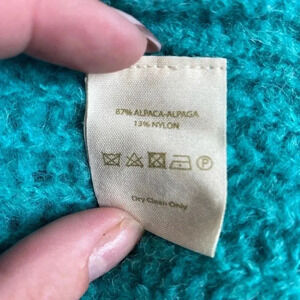 87% ALPACA-ALPAGA
13% NYLON
P
Dry Clean Only